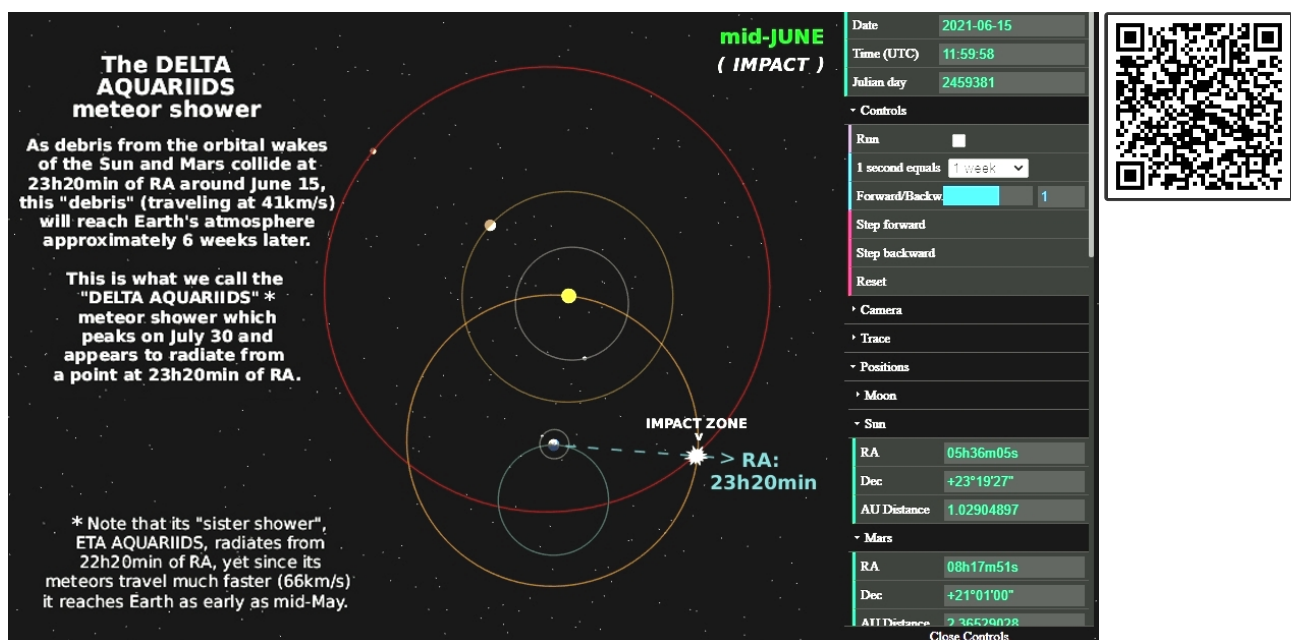 The DELTA
AQUARIIDS
meteor shower
As debris from the orbital wakes
of the Sun and Mars collide at
23h20min of RA around June 15,
this "debris" (traveling at 41km/s)
will reach Earth's atmosphere
approximately 6 weeks later.
This is what we call the
"DELTA AQUARIIDS" *
meteor shower which
peaks on July 30 and
appears to radiate from
a point at 23h20min of RA.
* Note that its "sister shower",
ETA AQUARIIDS, radiates from
22h20min of RA, yet since its
meteors travel much faster (66km/s)
it reaches Earth as early as mid-May.
mid-JUNE
( IMPACT )
IMPACT ZONE
v
> RA:
23h20min
Date 2021-06-15
Time (UTC) 11:59:58
Julian day 2459381
Controls
Run
1 second equals 1 week
Forward/Backw. 1
Step forward
Step backward
Reset
Camera
Trace
Positions
Moon
Sun
RA 05h36m05s
Dec +23°19'27"
AU Distance 1.02904897
Mars
RA 08h17m51s
Dec +21°01'00"
AU Distance 2.36529028
Close Controls